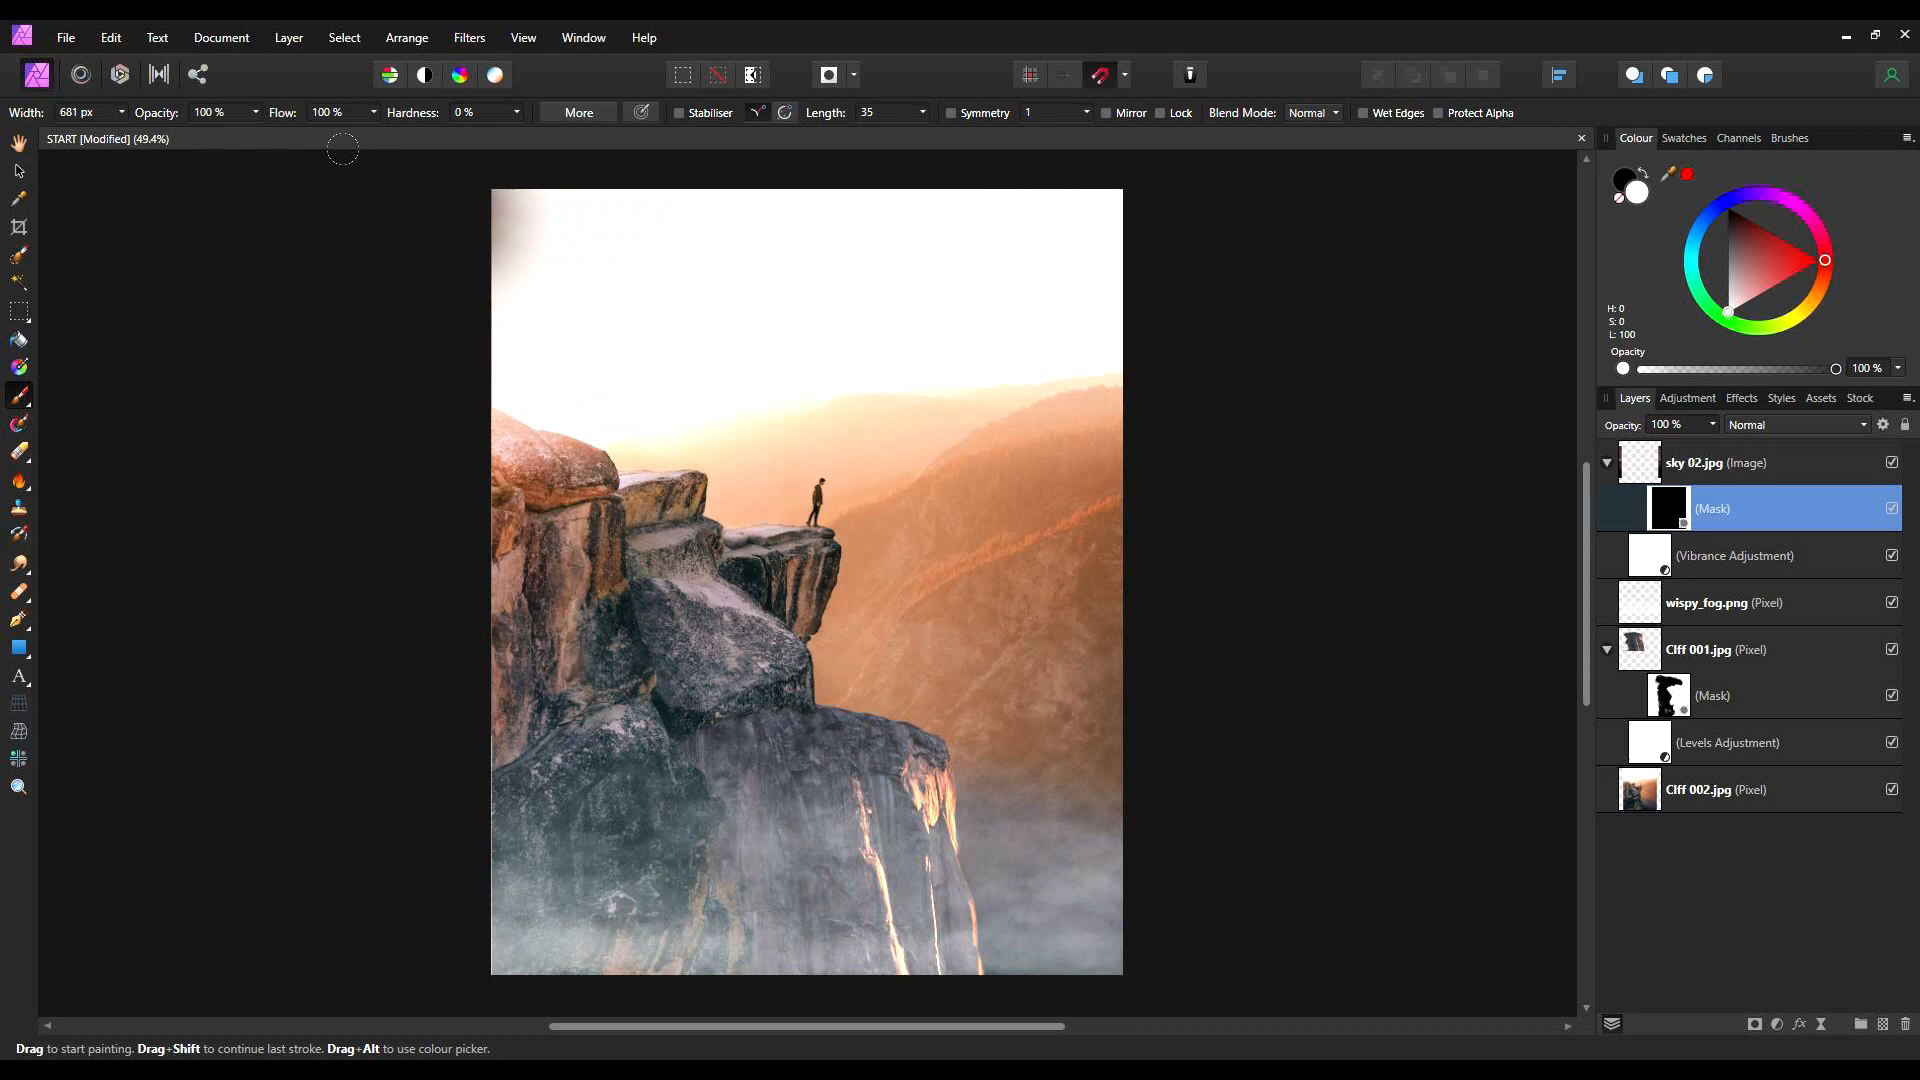 File Edit Text Document Layer Select Arrange Filters View Window Help
Width: 681 px Opacity: 100 % Flow: 100 % Hardness: 0 % More Stabiliser Length: 35 Symmetry 1 Mirror Lock Blend Mode: Normal Wet Edges Protect Alpha
START [Modified] (49.4%)
Colour Swatches Channels Brushes
H: 0
S: 0
L: 100
Opacity
100 %
Layers Adjustment Effects Styles Assets Stock
Opacity: 100 % Normal
sky 02.jpg (Image)
(Mask)
(Vibrance Adjustment)
wispy_fog.png (Pixel)
Clff 001.jpg (Pixel)
(Mask)
(Levels Adjustment)
Clff 002.jpg (Pixel)
fx
A
Drag to start painting. Drag+Shift to continue last stroke. Drag+Alt to use colour picker.